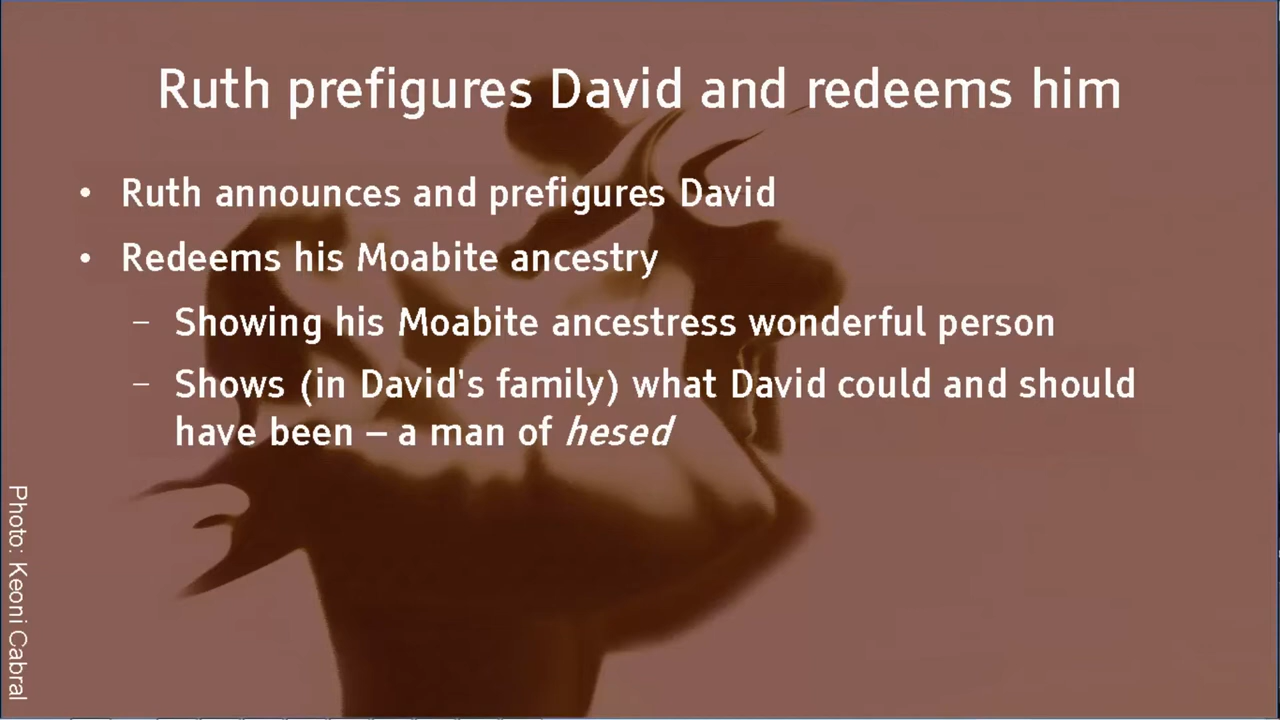 Ruth prefigures David and redeems him
• Ruth announces and prefigures David
• Redeems his Moabite ancestry
– Showing his Moabite ancestress wonderful person
– Shows (in David's family) what David could and should
have been – a man of hesed
Photo: Keoni Cabral